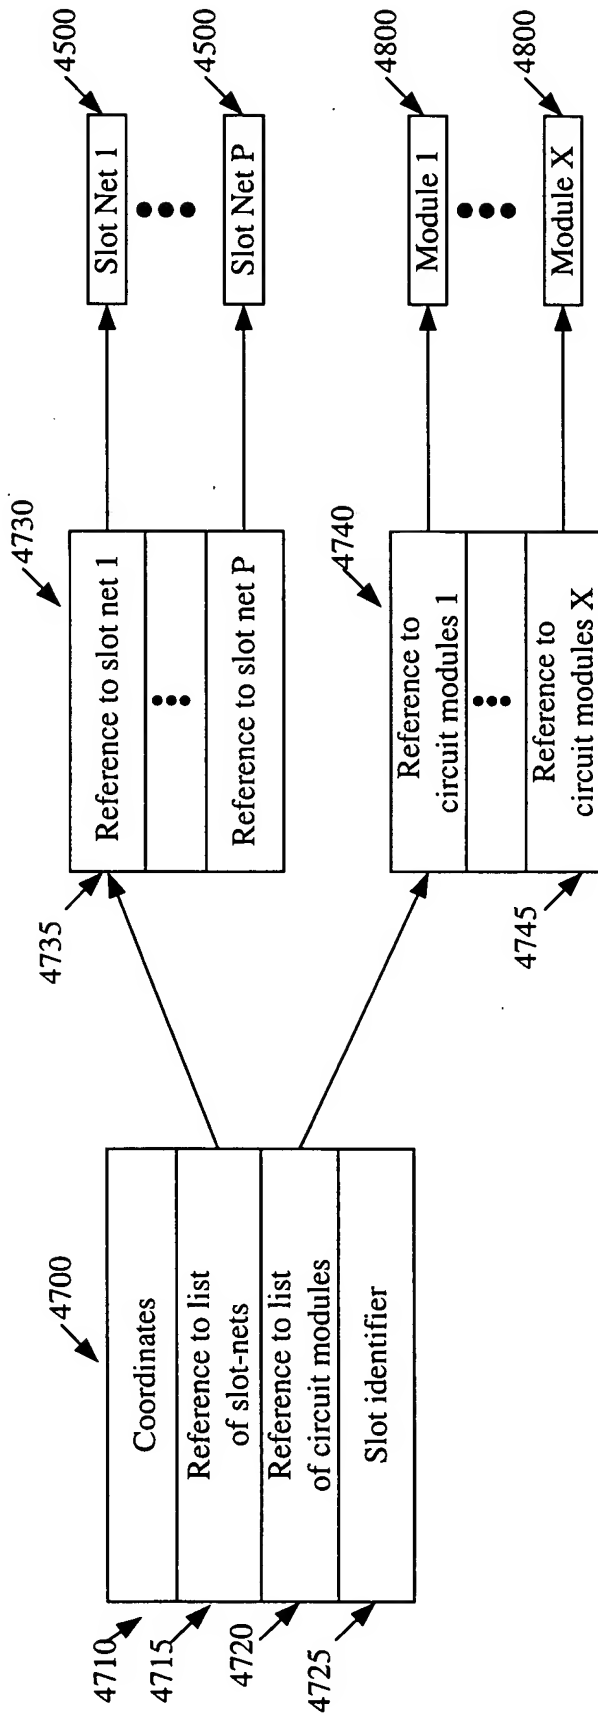 4700
4710
Coordinates
4715
Reference to list
of slot-nets
4720
Reference to list
of circuit modules
4725
Slot identifier
4730
4735
Reference to slot net 1
Reference to slot net P
4740
Reference to
circuit modules 1
4745
Reference to
circuit modules X
4500
Slot Net 1
4500
Slot Net P
4800
Module 1
4800
Module X